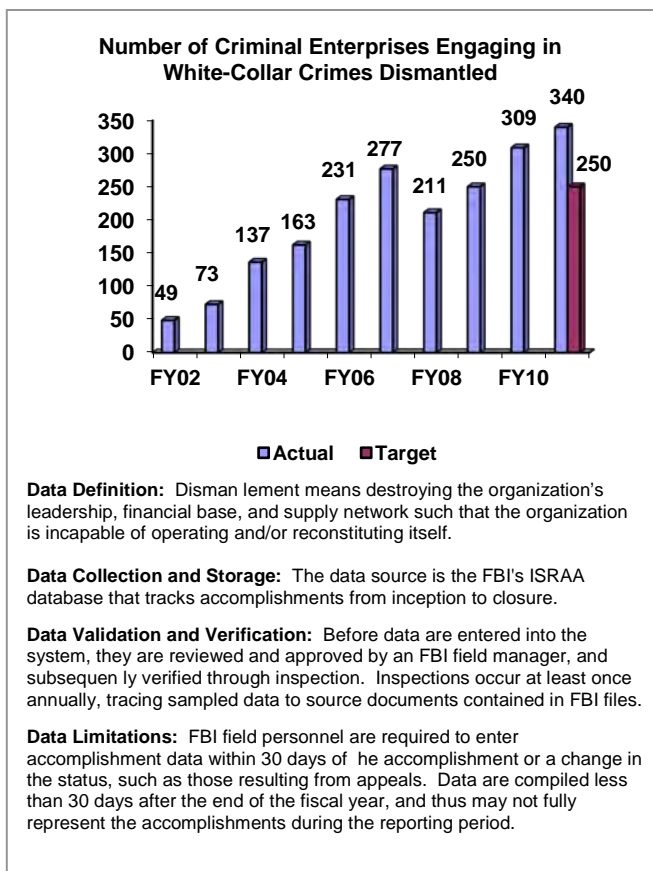 Number of Criminal Enterprises Engaging in
White-Collar Crimes Dismantled
340
350
309
300
277
250
250
231
250
211
200
163
137
150
100
73
49
50
0
FY02 FY04 FY06 FY08 FY10
Actual Target
Data Definition: Disman lement means destroying the organization's
leadership, financial base, and supply network such that the organization
is incapable of operating and/or reconstituting itself.
Data Collection and Storage: The data source is the FBI's ISRAA
database that tracks accomplishments from inception to closure.
Data Validation and Verification: Before data are entered into the
system, they are reviewed and approved by an FBI field manager, and
subsequen ly verified through inspection. Inspections occur at least once
annually, tracing sampled data to source documents contained in FBI files.
Data Limitations: FBI field personnel are required to enter
accomplishment data within 30 days of he accomplishment or a change in
the status, such as those resulting from appeals. Data are compiled less
than 30 days after the end of the fiscal year, and thus may not fully
represent the accomplishments during the reporting period.